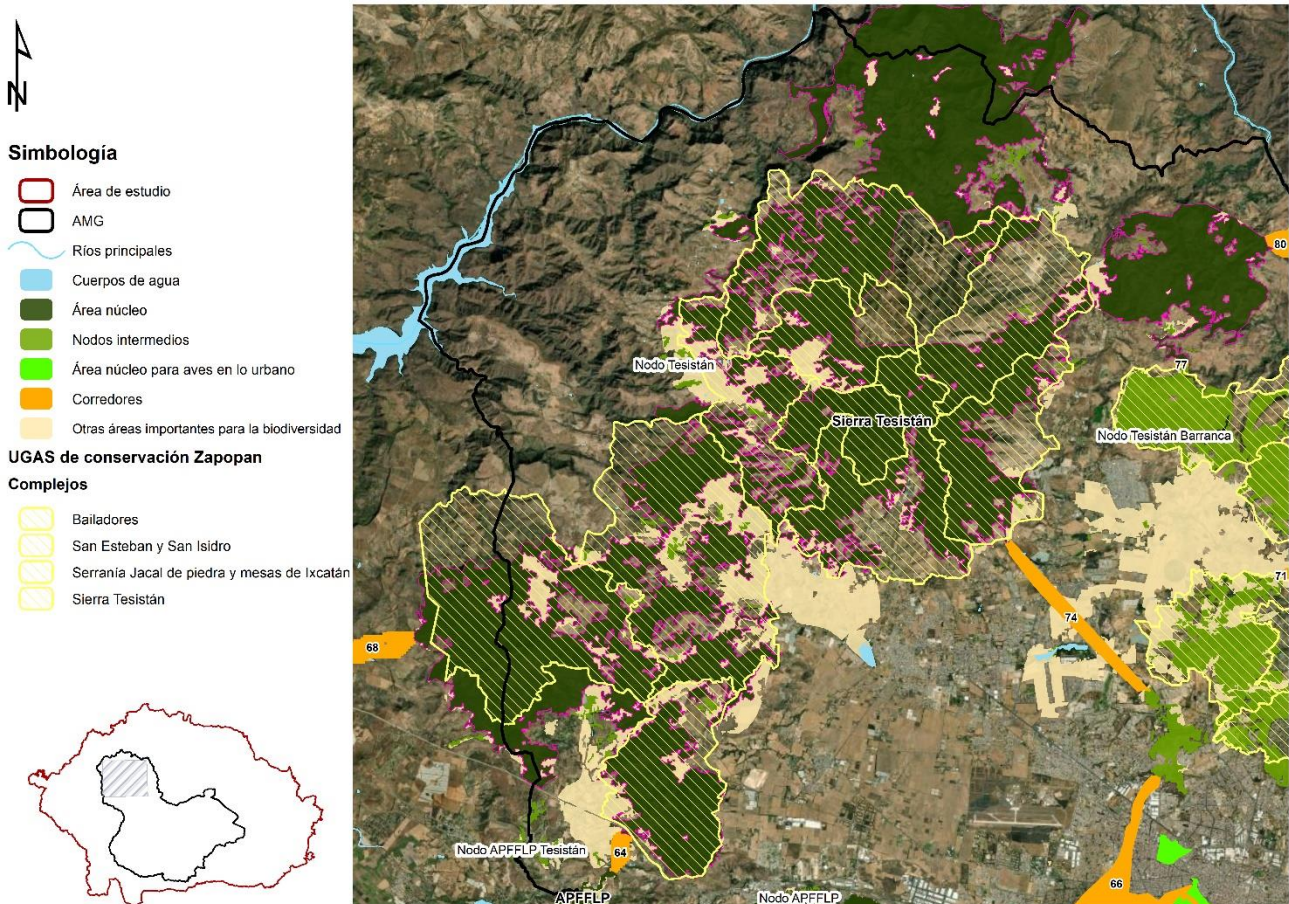 N
Simbología
Área de estudio
AMG
Ríos principales
Cuerpos de agua
Área núcleo
Nodos intermedios
Área núcleo para aves en lo urbano
Corredores
Otras áreas importantes para la biodiversidad
UGAS de conservación Zapopan
Complejos
Bailadores
San Esteban y San Isidro
Serranía Jacal de piedra y mesas de Ixcatán
Sierra Tesistán
80
Nodo Tesistán
77
Sierra Tesistán
Nodo Tesistán Barranca
71
74
68
Nodo APFFLP Tesistán
64
66
APFFLP
Nodo APFFLP